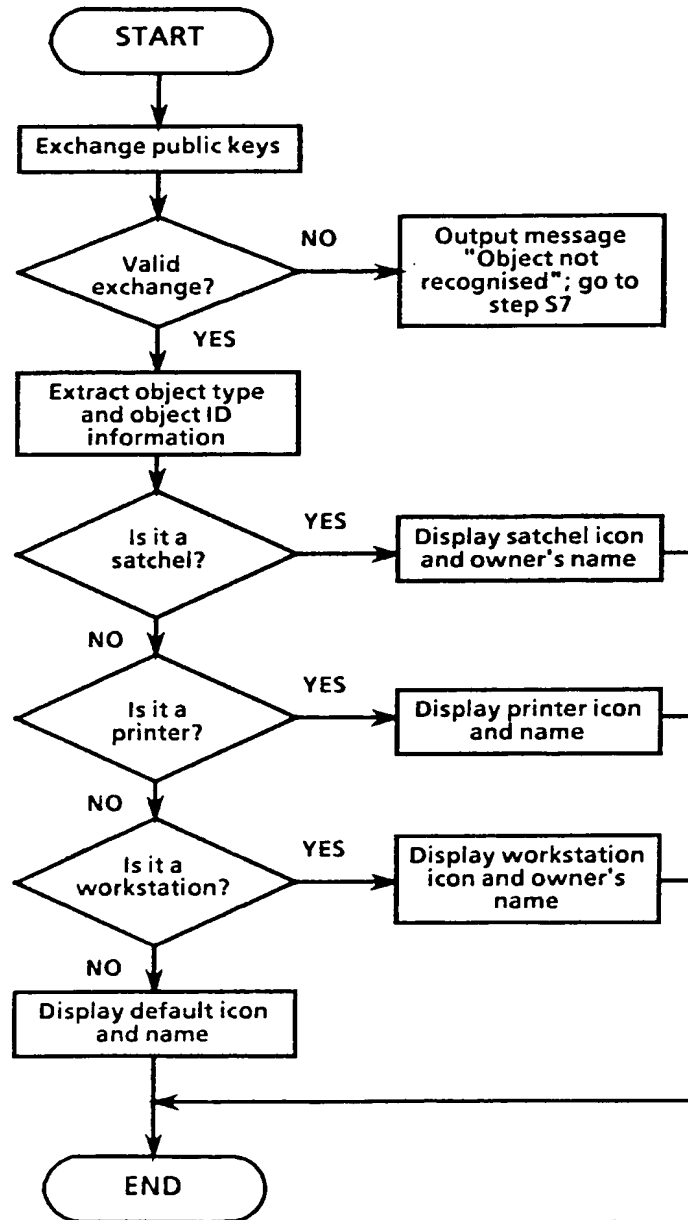 START
Exchange public keys
Valid
exchange?
NO
Output message
"Object not
recognised"; go to
step S7
YES
Extract object type
and object ID
information
Is it a
satchel?
YES
Display satchel icon
and owner's name
NO
Is it a
printer?
YES
Display printer icon
and name
NO
Is it a
workstation?
YES
Display workstation
icon and owner's
name
NO
Display default icon
and name
END